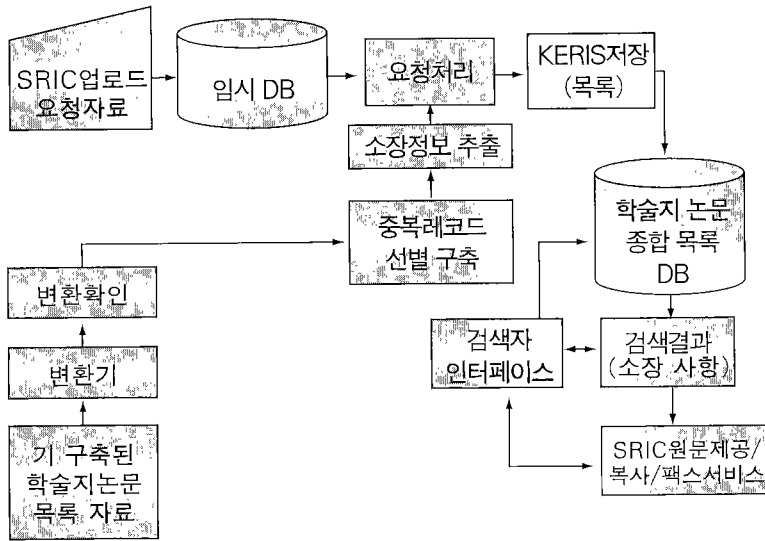 SRIC업로드
요청자료
임시 DB
요청처리
KERIS저장
(목록)
소장정보 추출
중복레코드
선별 구축
학술지 논문
종합 목록
DB
변환확인
변환기
기 구축된
학술지논문
목록 자료
검색자
인터페이스
검색결과
(소장 사항)
SRIC원문제공/
복사/팩스서비스